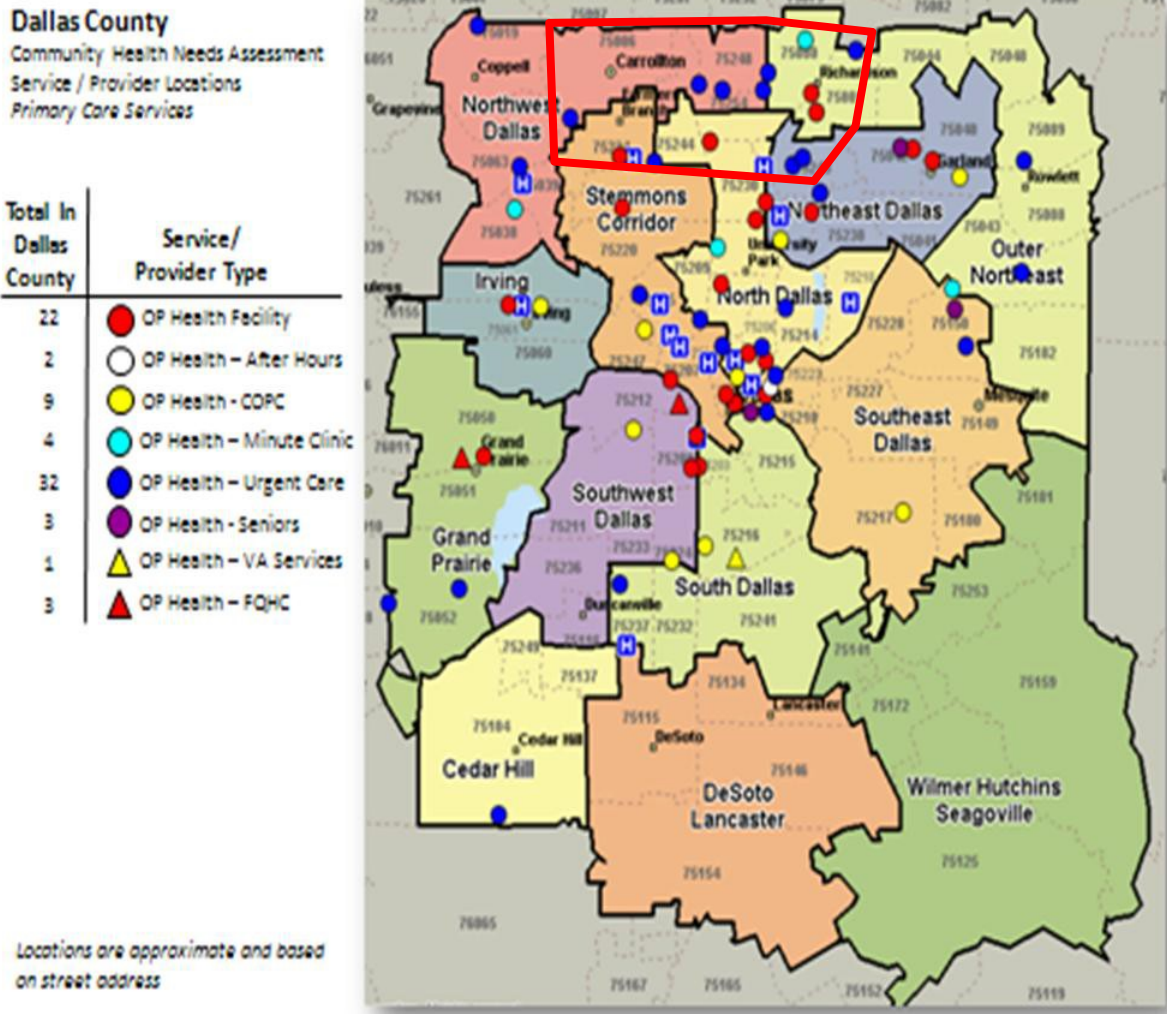 Dallas County
Community Health Needs Assessment
Service / Provider Locations
Primary Care Services
Total In
Dallas
County
Service/
Provider Type
22 OP Health Facility
2 OP Health – After Hours
9 OP Health - COPC
4 OP Health – Minute Clinic
32 OP Health – Urgent Care
3 OP Health - Seniors
1 OP Health – VA Services
3 OP Health – FQHC
Locations are approximate and based
on street address
75019
Coppell
Carrollton
75248
Richardson
75044
75048
Grapevine
Northwest
Dallas
75063
75261
75038
75244
Stemmons
Corridor
75220
75230
Garland
75040
75089
Rowlett
75088
Northeast Dallas
75238
75043
Outer
Northeast
University
Park
North Dallas
75214
75228
75150
75182
Irving
75060
75247
75212
75227
Mesquite
75149
Southeast
Dallas
75050
Grand
Prairie
75051
Grand
Prairie
75052
Southwest
Dallas
75211
75233
75236
75215
75210
75216
75217
75180
75181
75253
South Dallas
Duncanville
75237
75232
75241
75141
75249
75137
75134
75172
75159
75104
75115
Lancaster
Cedar Hill
Cedar Hill
DeSoto
75146
DeSoto
Lancaster
Wilmer Hutchins
Seagoville
75125
75154
76065
75167
75165
75152
75119
H
H
H
H
H
H
H
H
H
H
H
H
H
H